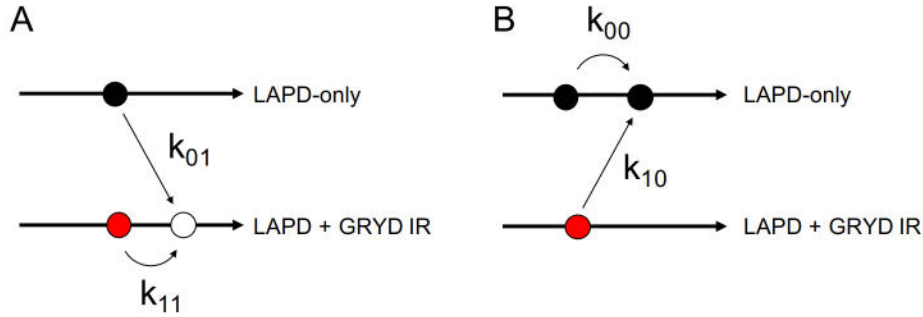 A
LAPD-only
k01
LAPD + GRYD IR
k11
B
k00
LAPD-only
k10
LAPD + GRYD IR